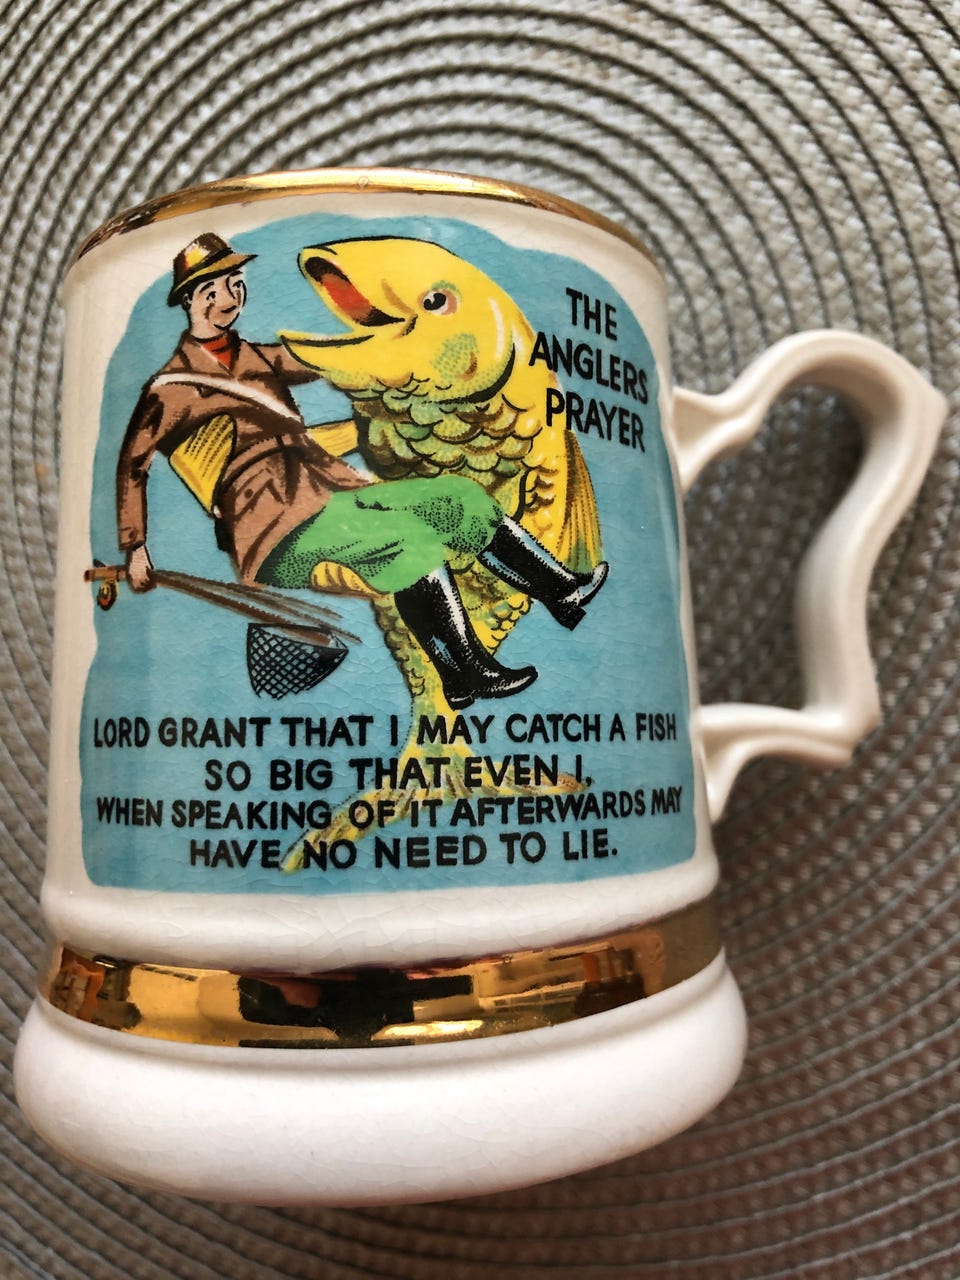 THE
ANGLERS
PRAYER
LORD GRANT THAT I MAY CATCH A FISH
SO BIG THAT EVEN I,
WHEN SPEAKING OF IT AFTERWARDS MAY
HAVE NO NEED TO LIE.